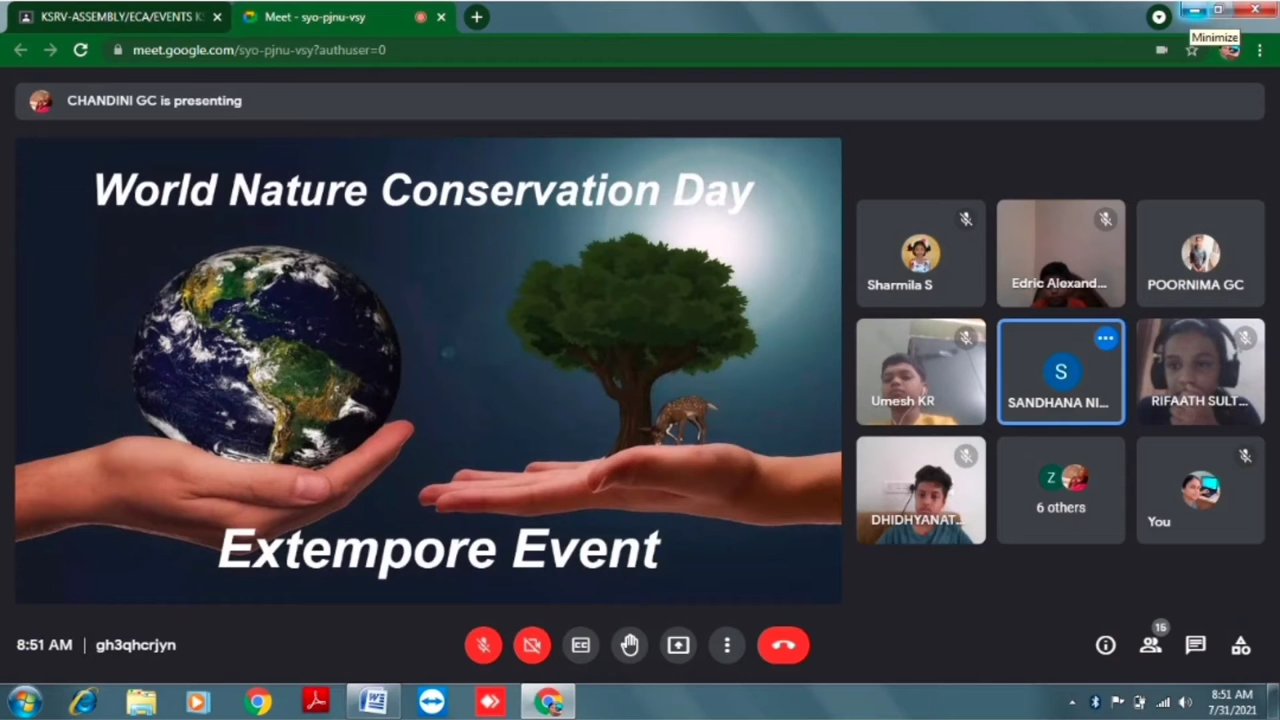 KSRV-ASSEMBLY/ECA/EVENTS KS
Meet - syo-pjnu-vsy
Minimize
meet.google.com/syo-pjnu-vsy?authuser=0
CHANDINI GC is presenting
World Nature Conservation Day
Extempore Event
Sharmila S
Edric Alexand...
POORNIMA GC
Umesh KR
S
SANDHANA NI...
RIFAATH SULT...
DHIDHYANAT...
Z
6 others
You
8:51 AM | gh3qhcrjyn
CC
15
8:51 AM
7/31/2021